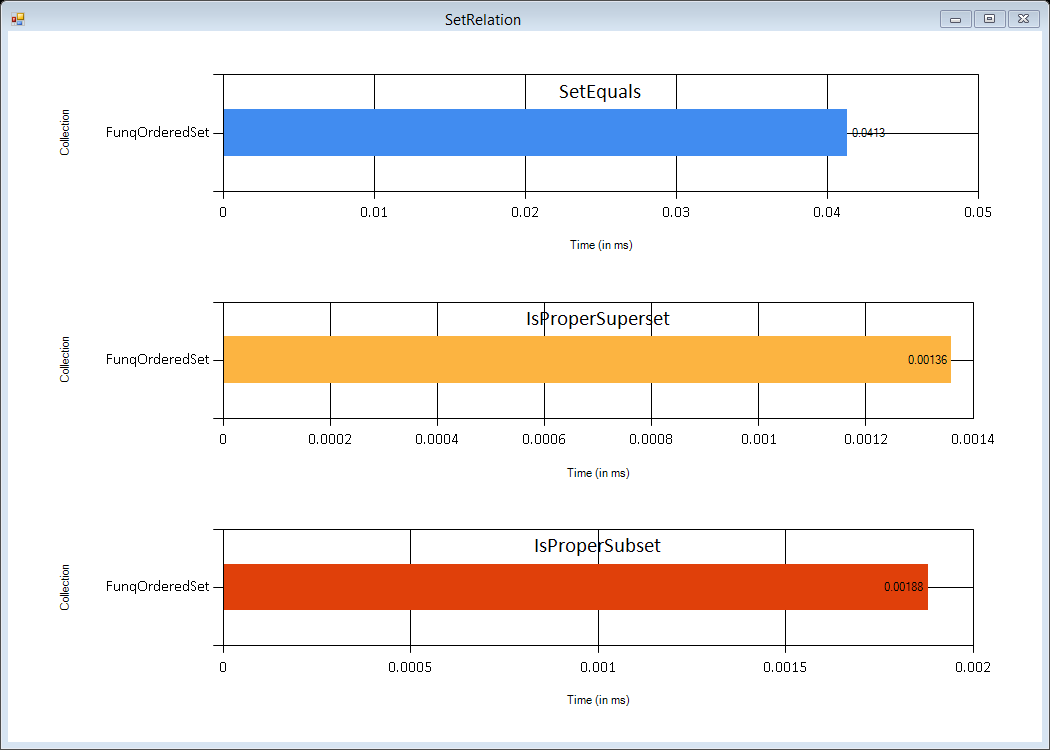 SetRelation
SetEquals
Collection
FunqOrderedSet
0.0413
0 0.01 0.02 0.03 0.04 0.05
Time (in ms)
IsProperSuperset
Collection
FunqOrderedSet
0.00136
0 0.0002 0.0004 0.0006 0.0008 0.001 0.0012 0.0014
Time (in ms)
IsProperSubset
Collection
FunqOrderedSet
0.00188
0 0.0005 0.001 0.0015 0.002
Time (in ms)